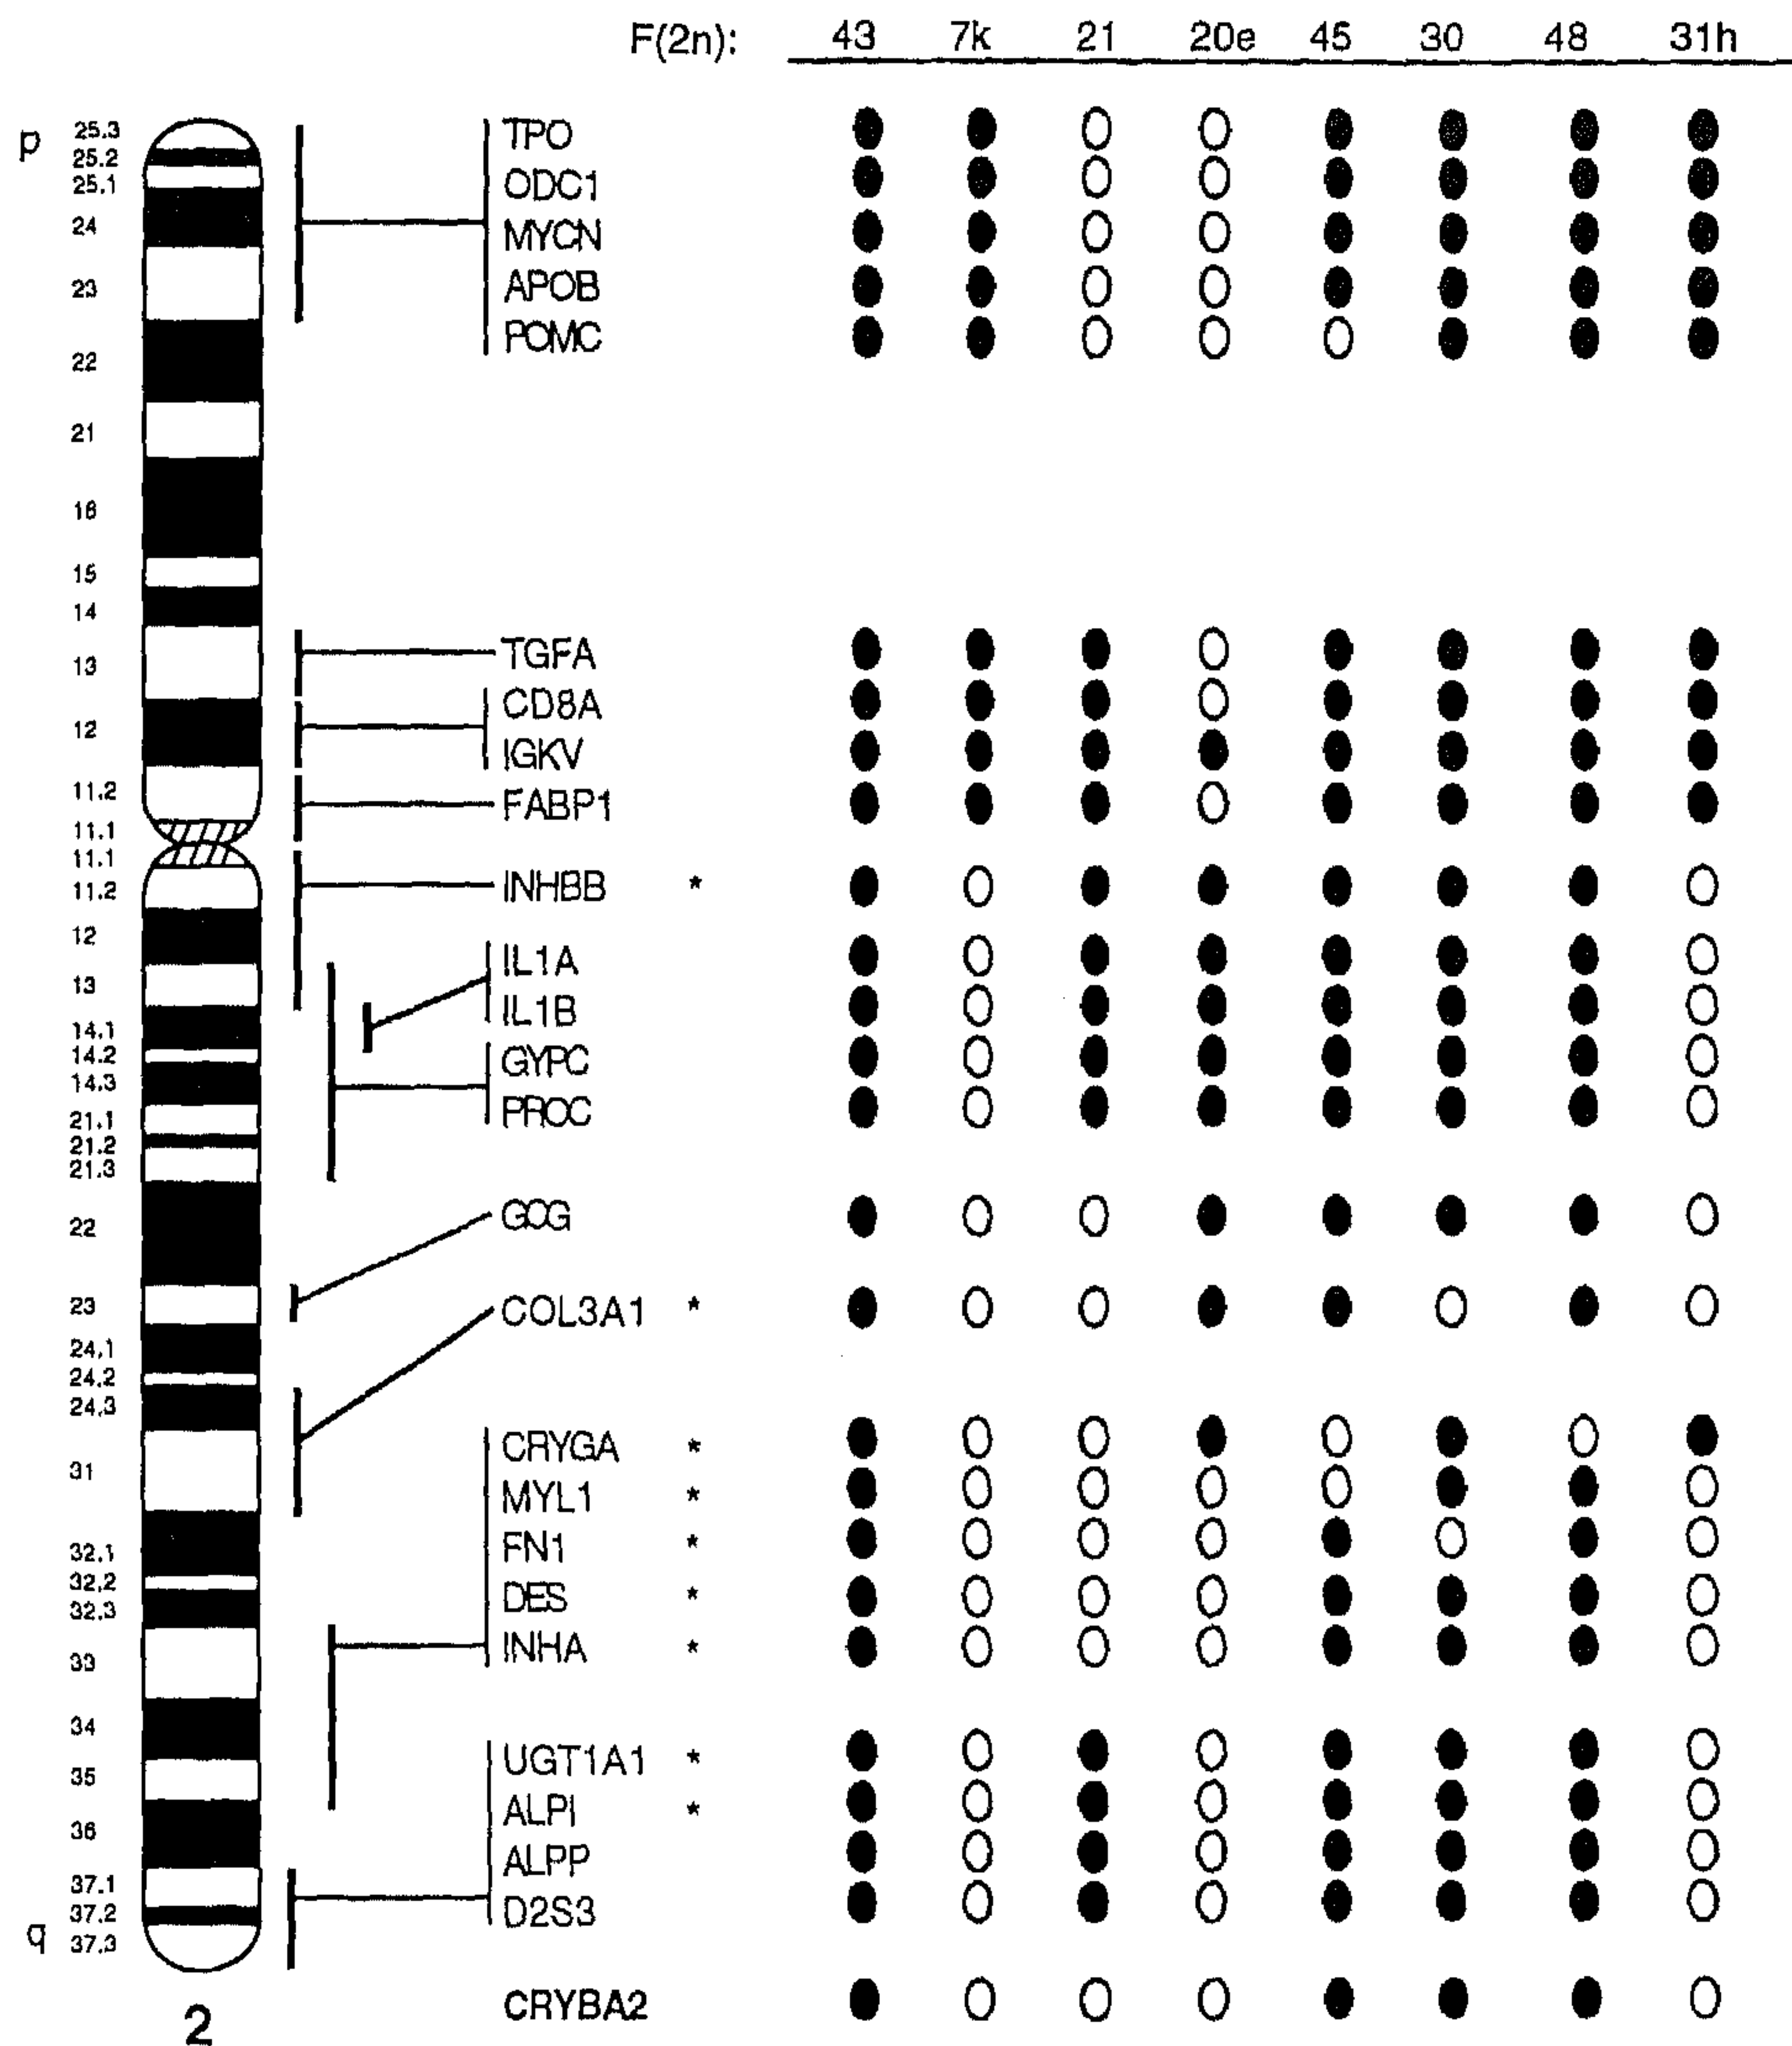 F(2n): 43 7k 21 20e 45 30 48 31h
p 25.3 TPO
25.2
25.1 ODC1
24 MYCN
23 APOB
POMC
22
21
16
15
14
13 TGFA
CD8A
12 IGKV
11.2 FABP1
11.1
11.1
11.2 INHBB *
12 IL1A
13 IL1B
14.1
14.2 GYPC
14.3
21.1 PROC
21.2
21.3
22 GCG
23 COL3A1 *
24.1
24.2
24.3
CRYGA *
31 MYL1 *
32.1 FN1 *
32.2 DES *
32.3
33 INHA *
34
35 UGT1A1 *
36 ALPI *
ALPP
37.1
37.2 D2S3
q 37.3
2 CRYBA2